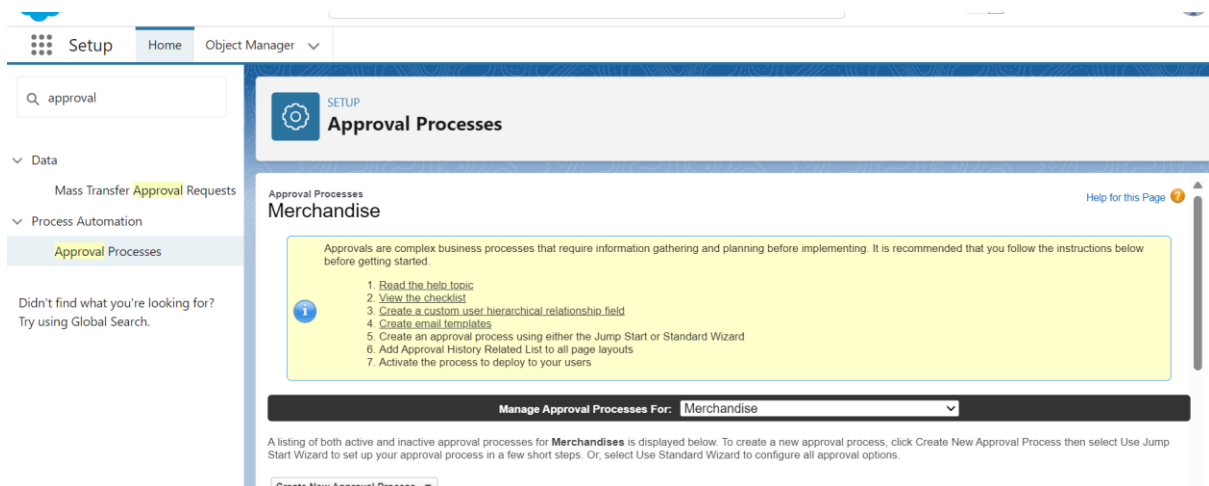 Setup
Home
Object Manager
approval
Data
Mass Transfer Approval Requests
Process Automation
Approval Processes
Didn't find what you're looking for?
Try using Global Search.
SETUP
Approval Processes
Approval Processes
Merchandise
Help for this Page
Approvals are complex business processes that require information gathering and planning before implementing. It is recommended that you follow the instructions below
before getting started.
1. Read the help topic
2. View the checklist
3. Create a custom user hierarchical relationship field
4. Create email templates
5. Create an approval process using either the Jump Start or Standard Wizard
6. Add Approval History Related List to all page layouts
7. Activate the process to deploy to your users
Manage Approval Processes For: Merchandise
A listing of both active and inactive approval processes for Merchandises is displayed below. To create a new approval process, click Create New Approval Process then select Use Jump
Start Wizard to set up your approval process in a few short steps. Or, select Use Standard Wizard to configure all approval options.
Create New Approval Process